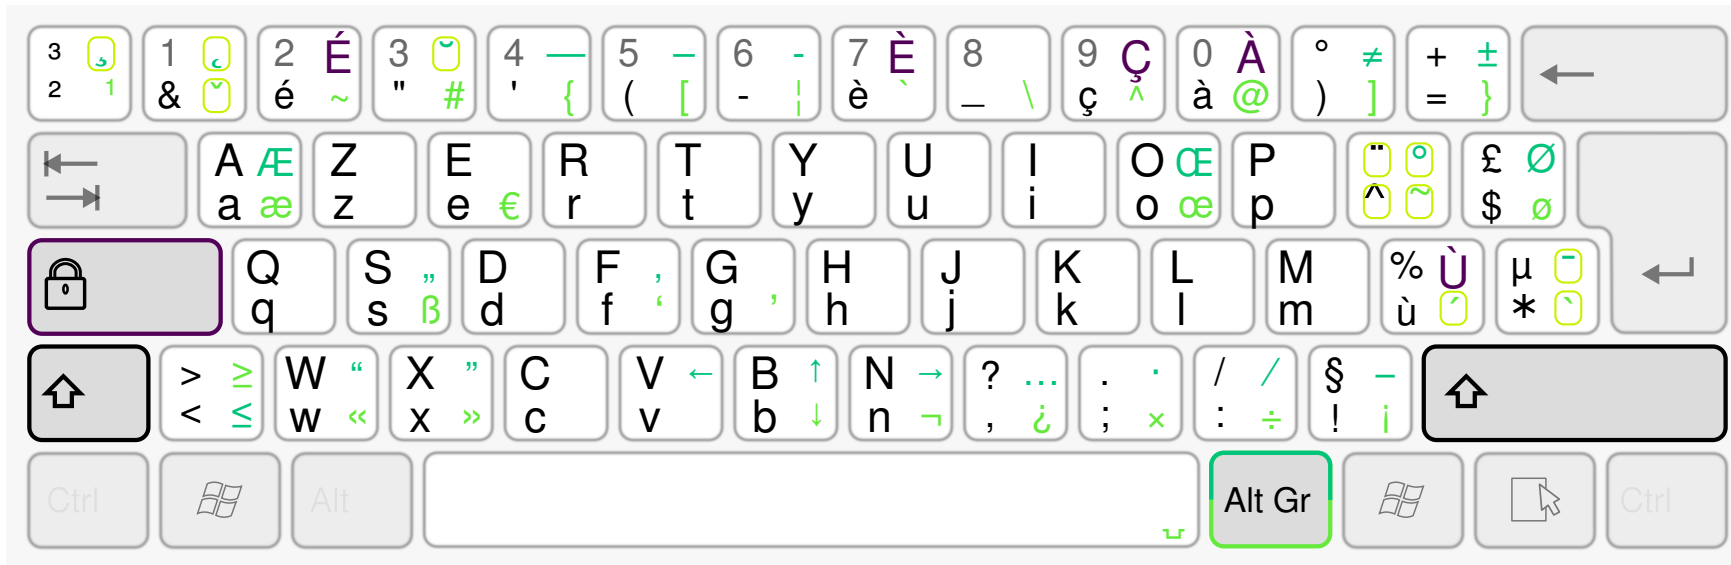 3 ¸ 1 ˛ 2 É 3 ˘ 4 — 5 – 6 ‑ 7 È 8 9 Ç 0 À ° ≠ + ±
2 ¹ & ˇ é ~ " # ' { ( [ - ¦ è ` _ \ ç ^ à @ ) ] = }
A Æ Z E R T Y U I O Œ P ¨ ° £ Ø
a æ z e € r t y u i o œ p ^ ~ $ ø
Q S „ D F ‚ G H J K L M % Ù µ ¯
q s ß d f ‘ g ’ h j k l m ù ´ * `
> ≥ W “ X ” C V ← B ↑ N → ? … . · / ⁄ § −
< ≤ w « x » c v b ↓ n ¬ , ¿ ; × : ÷ ! ¡
Ctrl Alt Alt Gr Ctrl